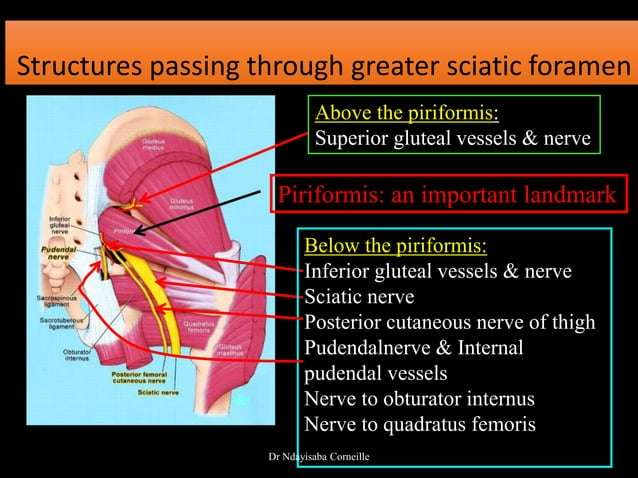 Structures passing through greater sciatic foramen
Above the piriformis:
Superior gluteal vessels & nerve
Piriformis: an important landmark
Below the piriformis:
Inferior gluteal vessels & nerve
Sciatic nerve
Posterior cutaneous nerve of thigh
Pudendalnerve & Internal
pudendal vessels
Nerve to obturator internus
Nerve to quadratus femoris
Gluteus
medius
Gluteus
minimus
Inferior
gluteal
nerve
Pudendal
nerve
Sacrospinous
ligament
Sacrotuberous
ligament
Obturator
internus
Quadratus
femoris
Gluteus
maximus
Posterior femoral
cutaneous nerve
Sciatic nerve
Dr Ndayisaba Corneille